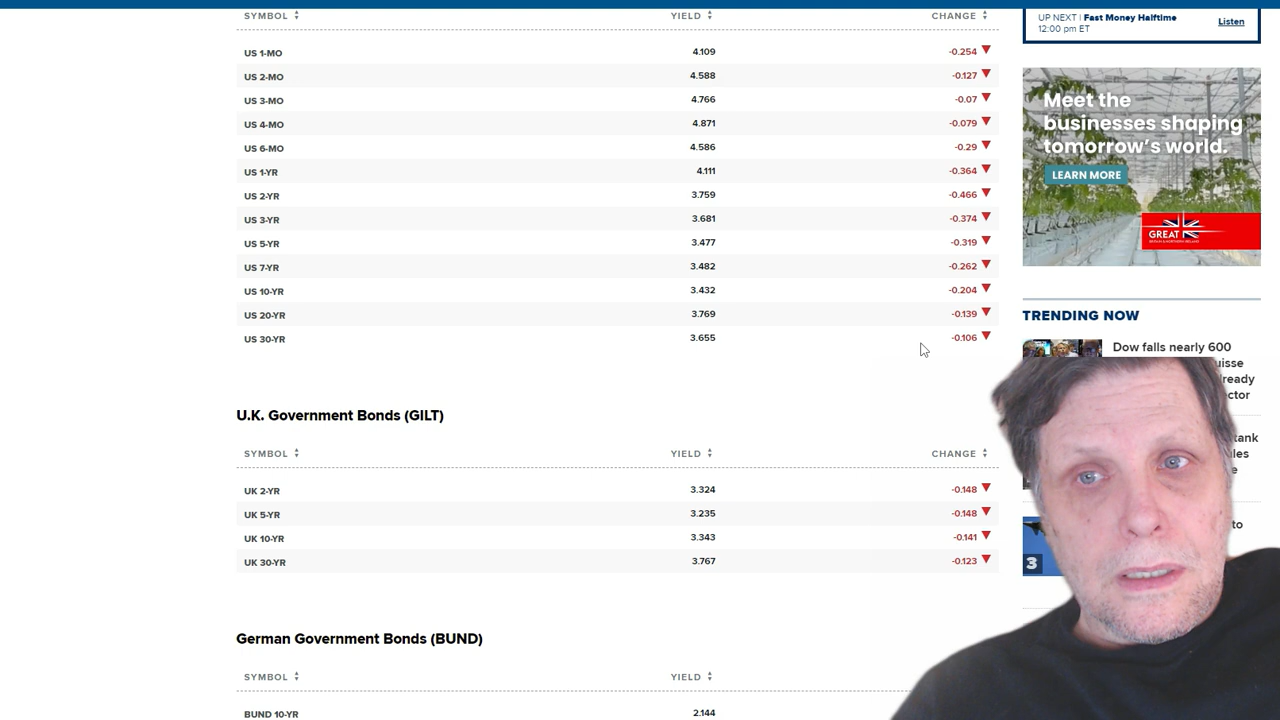 SYMBOL YIELD CHANGE
US 1-MO 4.109 -0.254
US 2-MO 4.588 -0.127
US 3-MO 4.766 -0.07
US 4-MO 4.871 -0.079
US 6-MO 4.586 -0.29
US 1-YR 4.111 -0.364
US 2-YR 3.759 -0.466
US 3-YR 3.681 -0.374
US 5-YR 3.477 -0.319
US 7-YR 3.482 -0.262
US 10-YR 3.432 -0.204
US 20-YR 3.769 -0.139
US 30-YR 3.655 -0.106
U.K. Government Bonds (GILT)
SYMBOL YIELD CHANGE
UK 2-YR 3.324 -0.148
UK 5-YR 3.235 -0.148
UK 10-YR 3.343 -0.141
UK 30-YR 3.767 -0.123
German Government Bonds (BUND)
SYMBOL YIELD
BUND 10-YR 2.144
UP NEXT | Fast Money Halftime
12:00 pm ET
Listen
Meet the
businesses shaping
tomorrow's world.
LEARN MORE
GREAT
BRITAIN & NORTHERN IRELAND
TRENDING NOW
Dow falls nearly 600
3
to